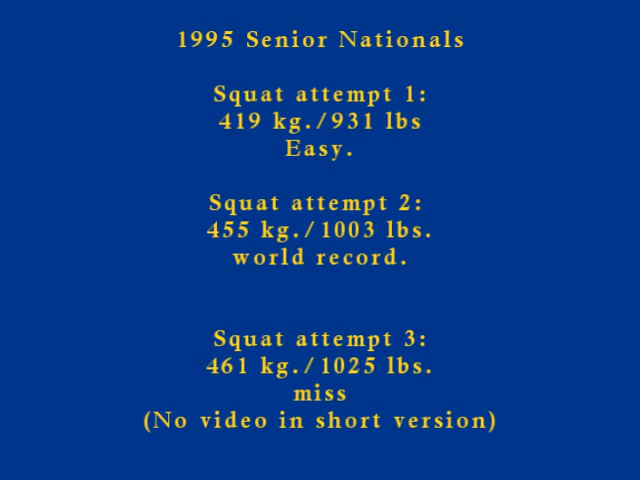 1995 Senior Nationals
Squat attempt 1:
419 kg./931 lbs
Easy.
Squat attempt 2:
455 kg./1003 lbs.
world record.
Squat attempt 3:
461 kg./1025 lbs.
miss
(No video in short version)